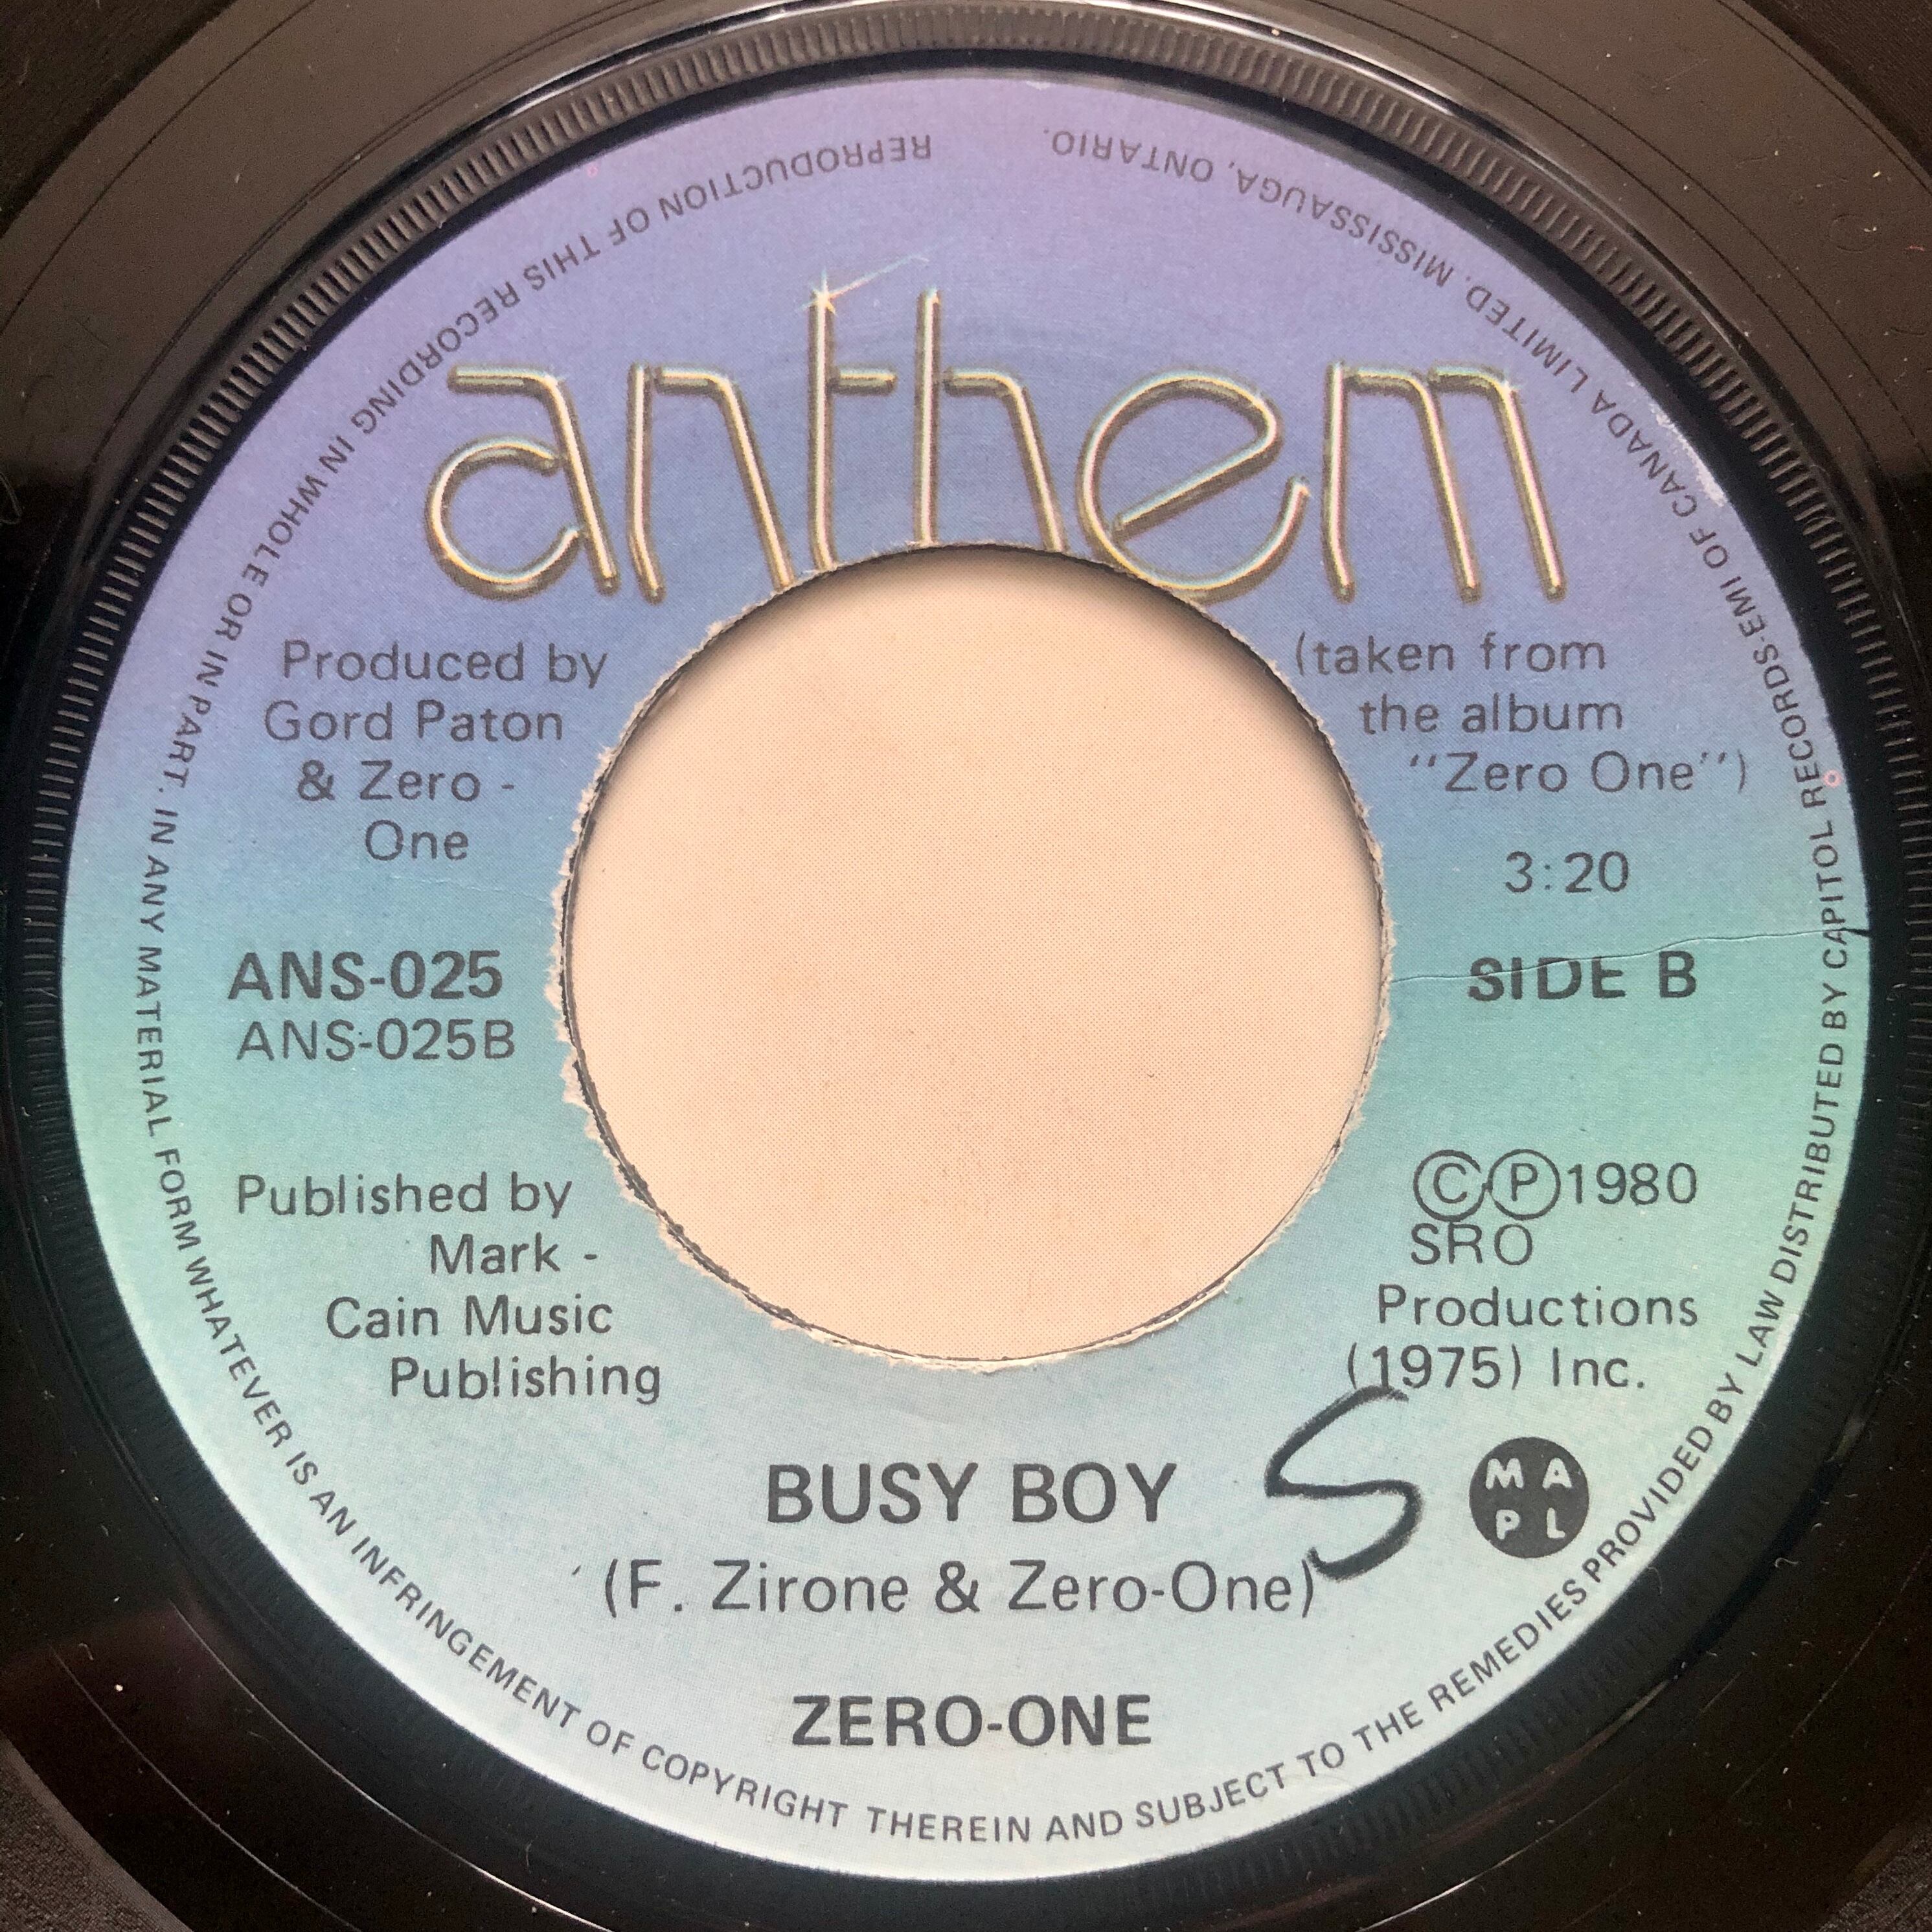 anthem
Produced by
Gord Paton
& Zero -
One
(taken from
the album
"Zero One")
3:20
ANS-025
ANS-025B
SIDE B
Published by
Mark -
Cain Music
Publishing
ⒸⓅ1980
SRO
Productions
(1975) Inc.
BUSY BOY
S
M A
P L
(F. Zirone & Zero-One)
ZERO-ONE
REPRODUCTION OF THIS RECORDING IN WHOLE OR IN PART, IN ANY MATERIAL FORM WHATEVER IS AN INFRINGEMENT OF COPYRIGHT THEREIN AND SUBJECT TO THE REMEDIES PROVIDED BY LAW DISTRIBUTED BY CAPITOL RECORDS-EMI OF CANADA LIMITED, MISSISSAUGA, ONTARIO.